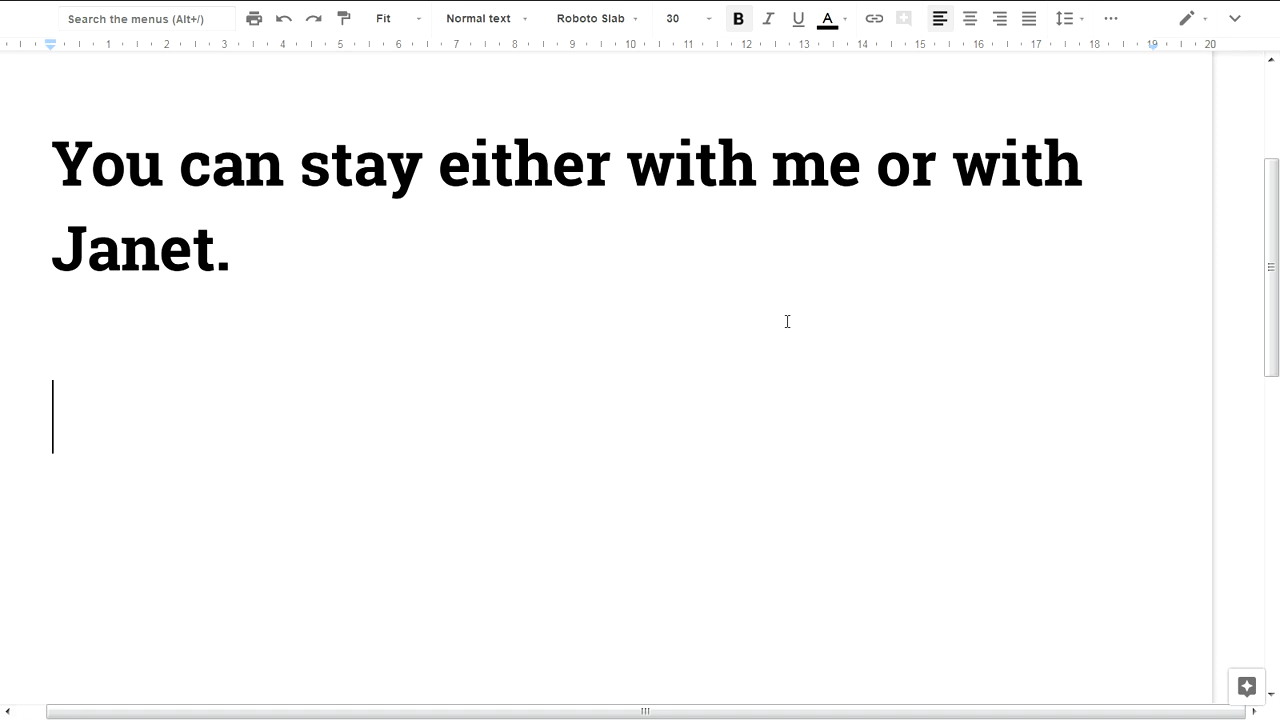 Search the menus (Alt+/) Fit Normal text Roboto Slab 30 B I U A
1 2 3 4 5 6 7 8 9 10 11 12 13 14 15 16 17 18 19 20
You can stay either with me or with
Janet.